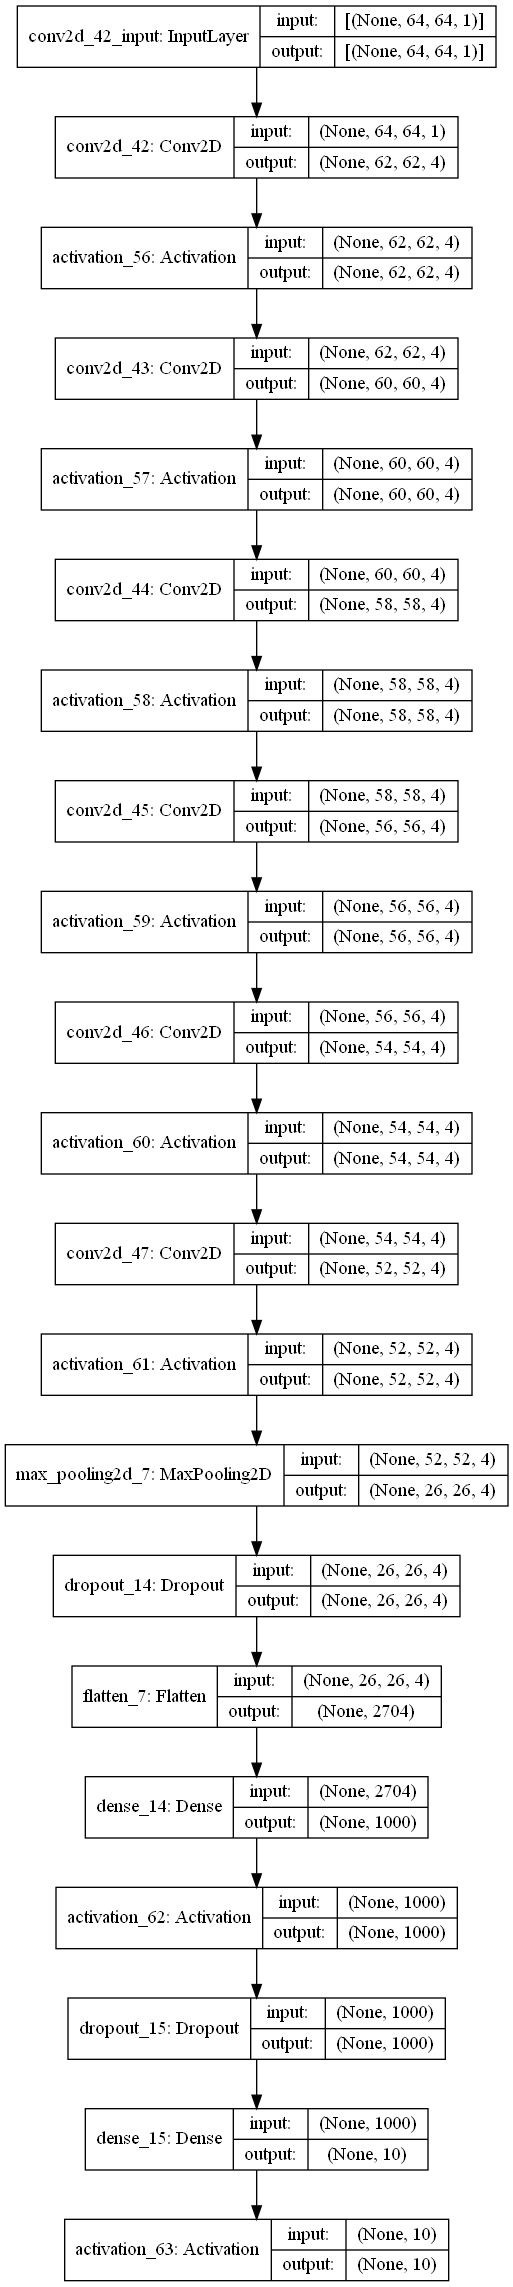 conv2d_42_input: InputLayer
input: [(None, 64, 64, 1)]
output: [(None, 64, 64, 1)]
conv2d_42: Conv2D
input: (None, 64, 64, 1)
output: (None, 62, 62, 4)
activation_56: Activation
input: (None, 62, 62, 4)
output: (None, 62, 62, 4)
conv2d_43: Conv2D
input: (None, 62, 62, 4)
output: (None, 60, 60, 4)
activation_57: Activation
input: (None, 60, 60, 4)
output: (None, 60, 60, 4)
conv2d_44: Conv2D
input: (None, 60, 60, 4)
output: (None, 58, 58, 4)
activation_58: Activation
input: (None, 58, 58, 4)
output: (None, 58, 58, 4)
conv2d_45: Conv2D
input: (None, 58, 58, 4)
output: (None, 56, 56, 4)
activation_59: Activation
input: (None, 56, 56, 4)
output: (None, 56, 56, 4)
conv2d_46: Conv2D
input: (None, 56, 56, 4)
output: (None, 54, 54, 4)
activation_60: Activation
input: (None, 54, 54, 4)
output: (None, 54, 54, 4)
conv2d_47: Conv2D
input: (None, 54, 54, 4)
output: (None, 52, 52, 4)
activation_61: Activation
input: (None, 52, 52, 4)
output: (None, 52, 52, 4)
max_pooling2d_7: MaxPooling2D
input: (None, 52, 52, 4)
output: (None, 26, 26, 4)
dropout_14: Dropout
input: (None, 26, 26, 4)
output: (None, 26, 26, 4)
flatten_7: Flatten
input: (None, 26, 26, 4)
output: (None, 2704)
dense_14: Dense
input: (None, 2704)
output: (None, 1000)
activation_62: Activation
input: (None, 1000)
output: (None, 1000)
dropout_15: Dropout
input: (None, 1000)
output: (None, 1000)
dense_15: Dense
input: (None, 1000)
output: (None, 10)
activation_63: Activation
input: (None, 10)
output: (None, 10)